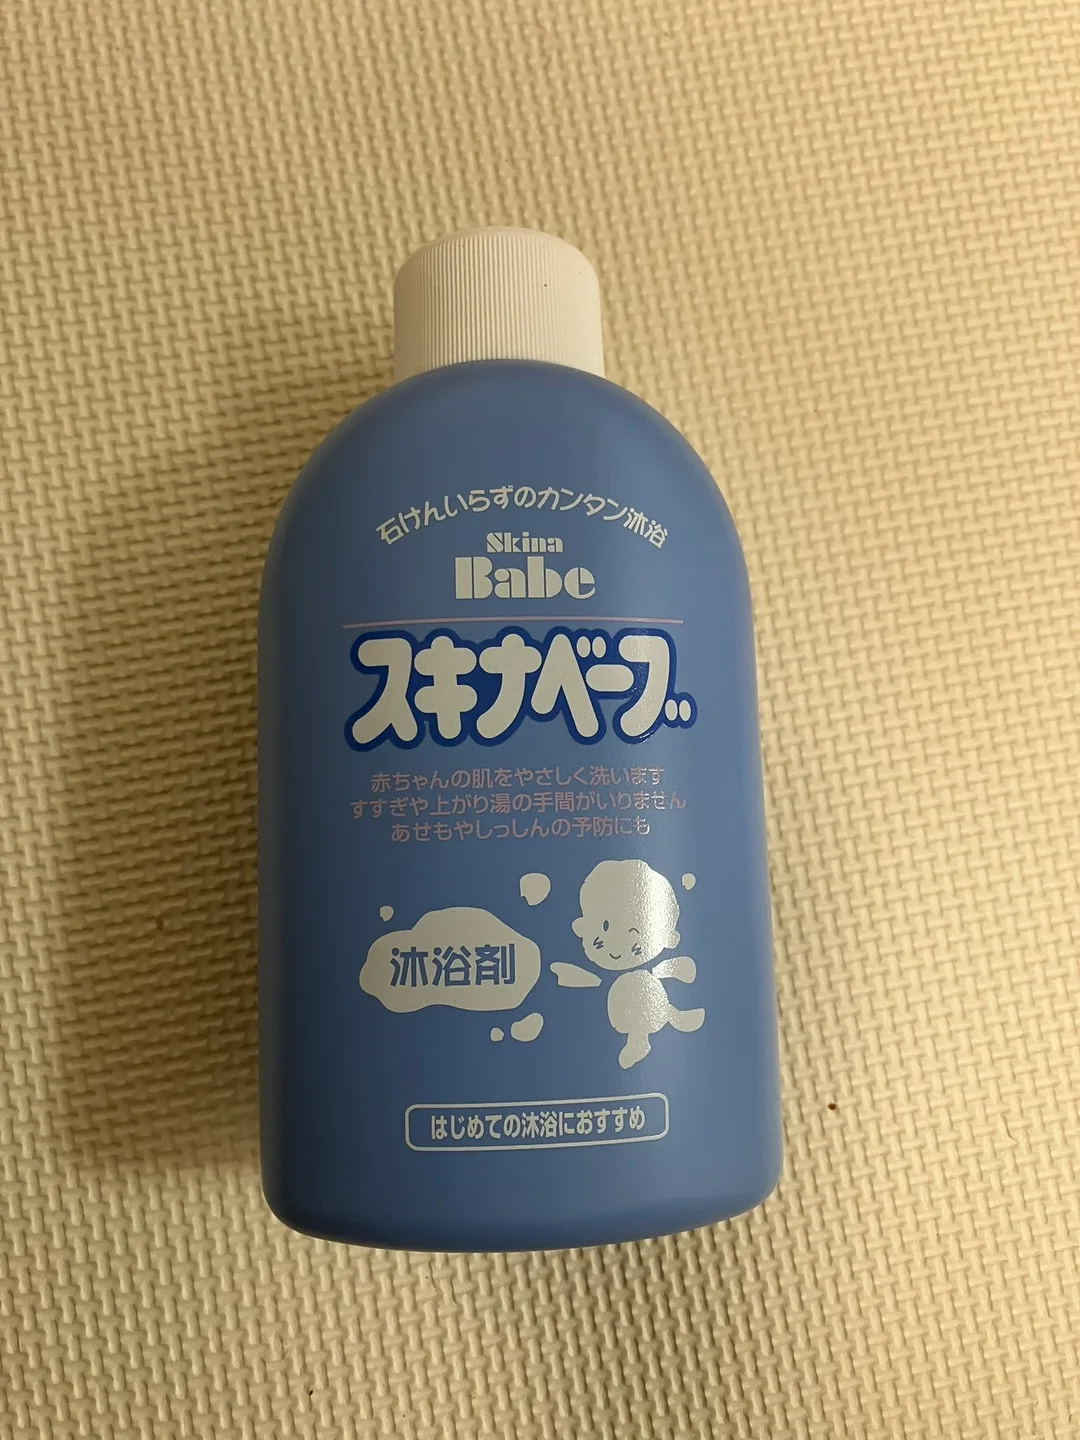 石けんいらずのカンタン沐浴
Skina
Babe
スキナベーブ
赤ちゃんの肌をやさしく洗います
すすぎや上がり湯の手間がいりません
あせもやしっしんの予防にも
沐浴剤
はじめての沐浴におすすめ